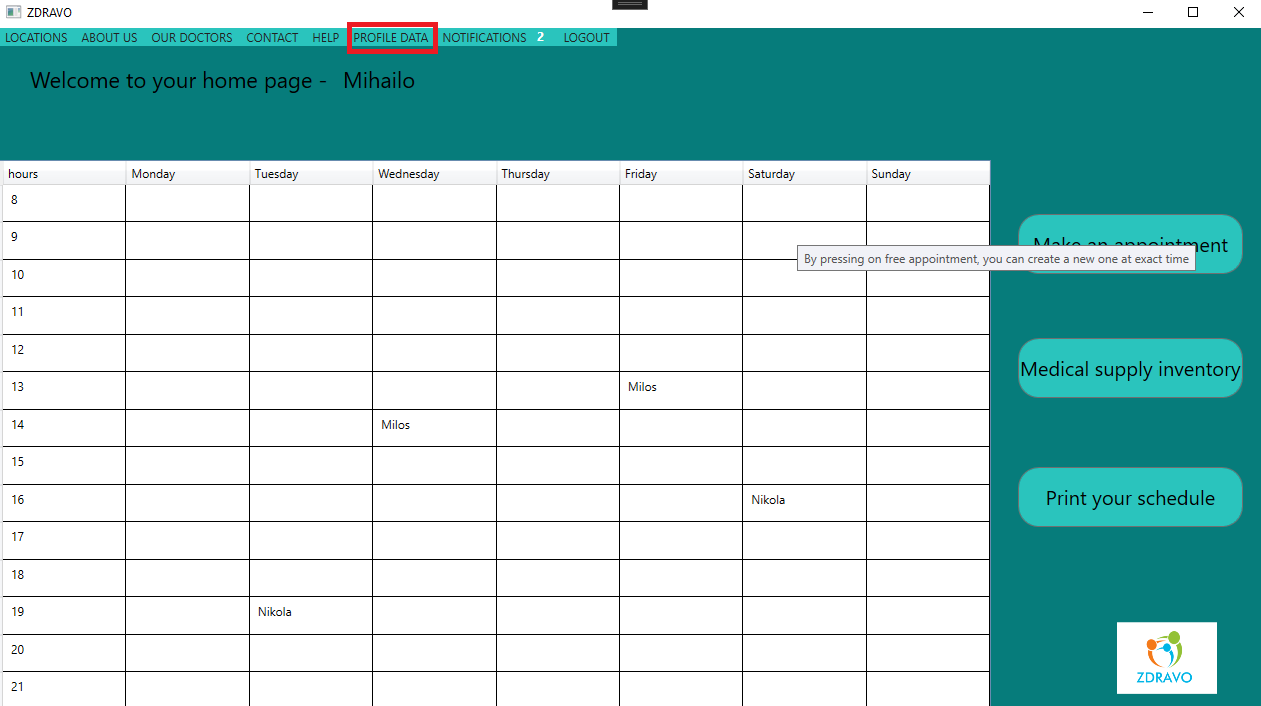 ZDRAVO
LOCATIONS ABOUT US OUR DOCTORS CONTACT HELP PROFILE DATA NOTIFICATIONS 2 LOGOUT
Welcome to your home page - Mihailo
hours Monday Tuesday Wednesday Thursday Friday Saturday Sunday
8
9
10
11
12
13 Milos
14 Milos
15
16 Nikola
17
18
19 Nikola
20
21
Make an appointment
By pressing on free appointment, you can create a new one at exact time
Medical supply inventory
Print your schedule
ZDRAVO